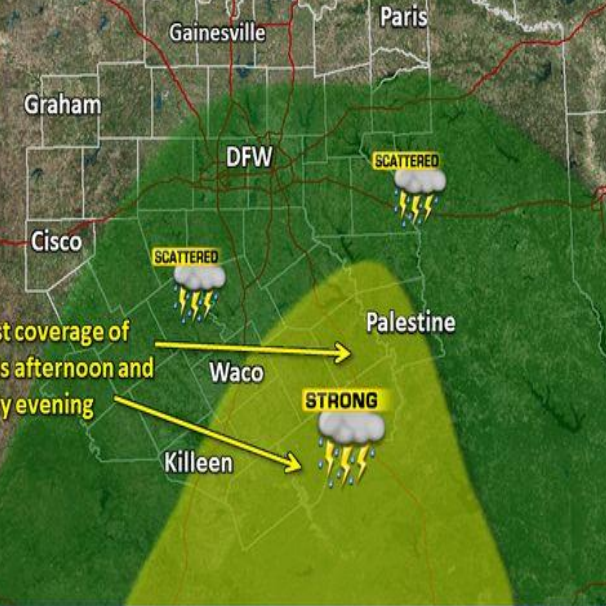 Paris
Gainesville
Graham
DFW
SCATTERED
Cisco
SCATTERED
Palestine
st coverage of
s afternoon and
y evening
Waco
STRONG
Killeen